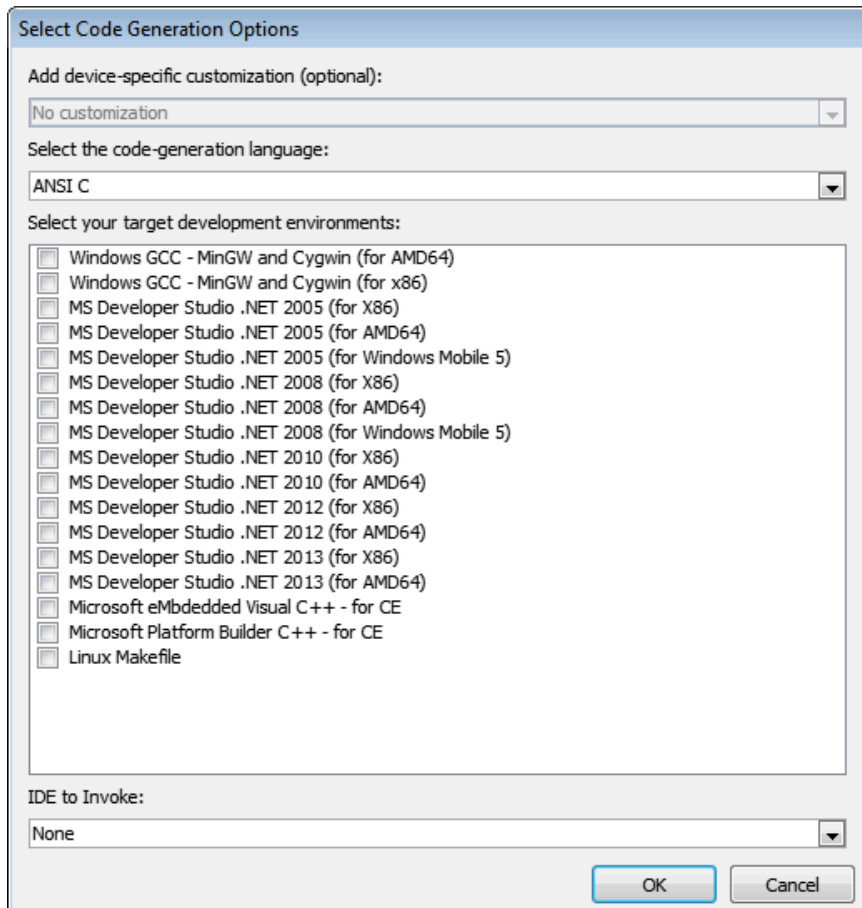 Select Code Generation Options
Add device-specific customization (optional):
No customization
Select the code-generation language:
ANSI C
Select your target development environments:
Windows GCC - MinGW and Cygwin (for AMD64)
Windows GCC - MinGW and Cygwin (for x86)
MS Developer Studio .NET 2005 (for X86)
MS Developer Studio .NET 2005 (for AMD64)
MS Developer Studio .NET 2005 (for Windows Mobile 5)
MS Developer Studio .NET 2008 (for X86)
MS Developer Studio .NET 2008 (for AMD64)
MS Developer Studio .NET 2008 (for Windows Mobile 5)
MS Developer Studio .NET 2010 (for X86)
MS Developer Studio .NET 2010 (for AMD64)
MS Developer Studio .NET 2012 (for X86)
MS Developer Studio .NET 2012 (for AMD64)
MS Developer Studio .NET 2013 (for X86)
MS Developer Studio .NET 2013 (for AMD64)
Microsoft eMbdedded Visual C++ - for CE
Microsoft Platform Builder C++ - for CE
Linux Makefile
IDE to Invoke:
None
OK Cancel